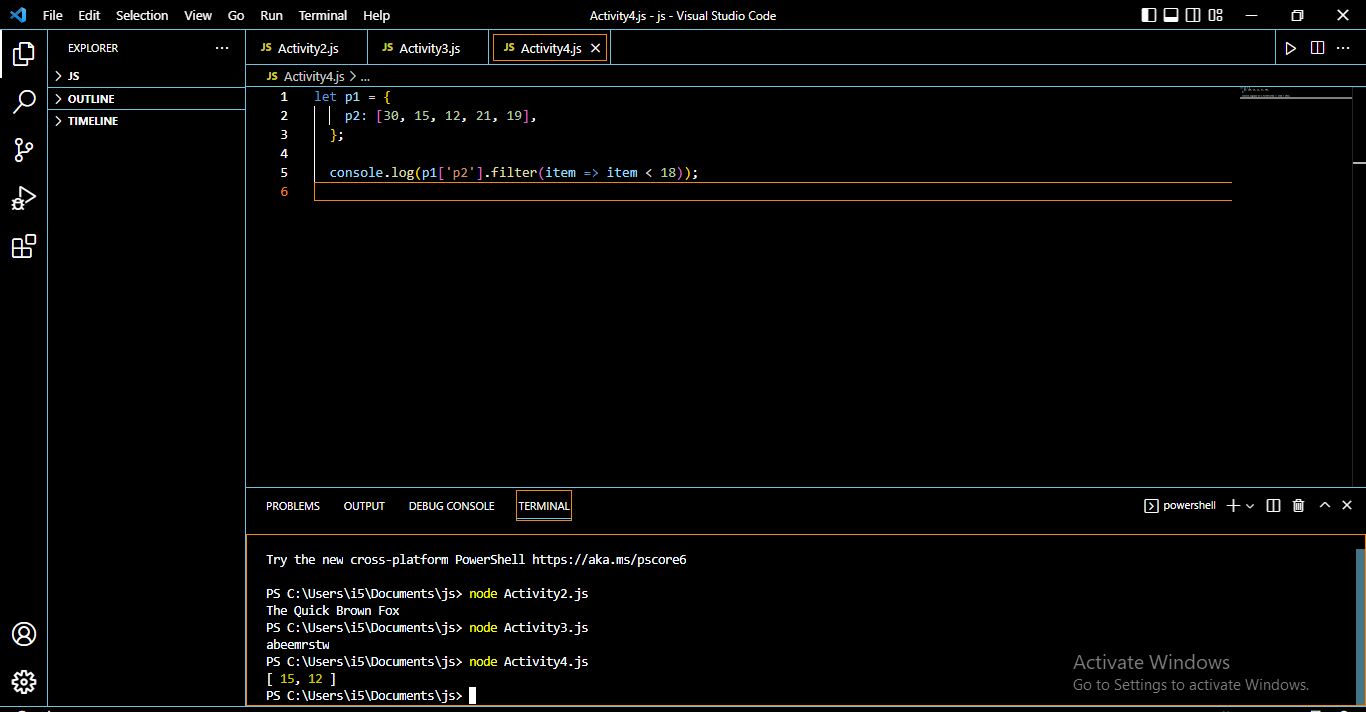 File Edit Selection View Go Run Terminal Help Activity4.js - js - Visual Studio Code
EXPLORER ... JS Activity2.js JS Activity3.js JS Activity4.js
JS
OUTLINE
TIMELINE
JS Activity4.js > ...
1 let p1 = {
2 p2: [30, 15, 12, 21, 19],
3 };
4
5 console.log(p1['p2'].filter(item => item < 18));
6
PROBLEMS OUTPUT DEBUG CONSOLE TERMINAL powershell
Try the new cross-platform PowerShell https://aka.ms/pscore6
PS C:\Users\i5\Documents\js> node Activity2.js
The Quick Brown Fox
PS C:\Users\i5\Documents\js> node Activity3.js
abeemrstw
PS C:\Users\i5\Documents\js> node Activity4.js
[ 15, 12 ]
PS C:\Users\i5\Documents\js>
Activate Windows
Go to Settings to activate Windows.